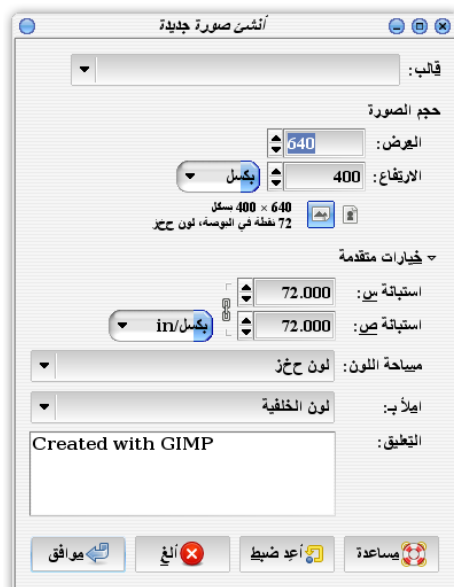 أنشئ صورة جديدة
قالب:
حجم الصورة
العرض: 640
الارتفاع: 400 بكسل
640 × 400 بسكل
72 نقطة في البوصة، لون حخز
خيارات متقدمة
استبانة س: 72.000
استبانة ص: 72.000 بكسل/in
مساحة اللون: لون حخز
املأ بـ: لون الخلفية
التعليق:
Created with GIMP
مساعدة أعد ضبط ألغ موافق